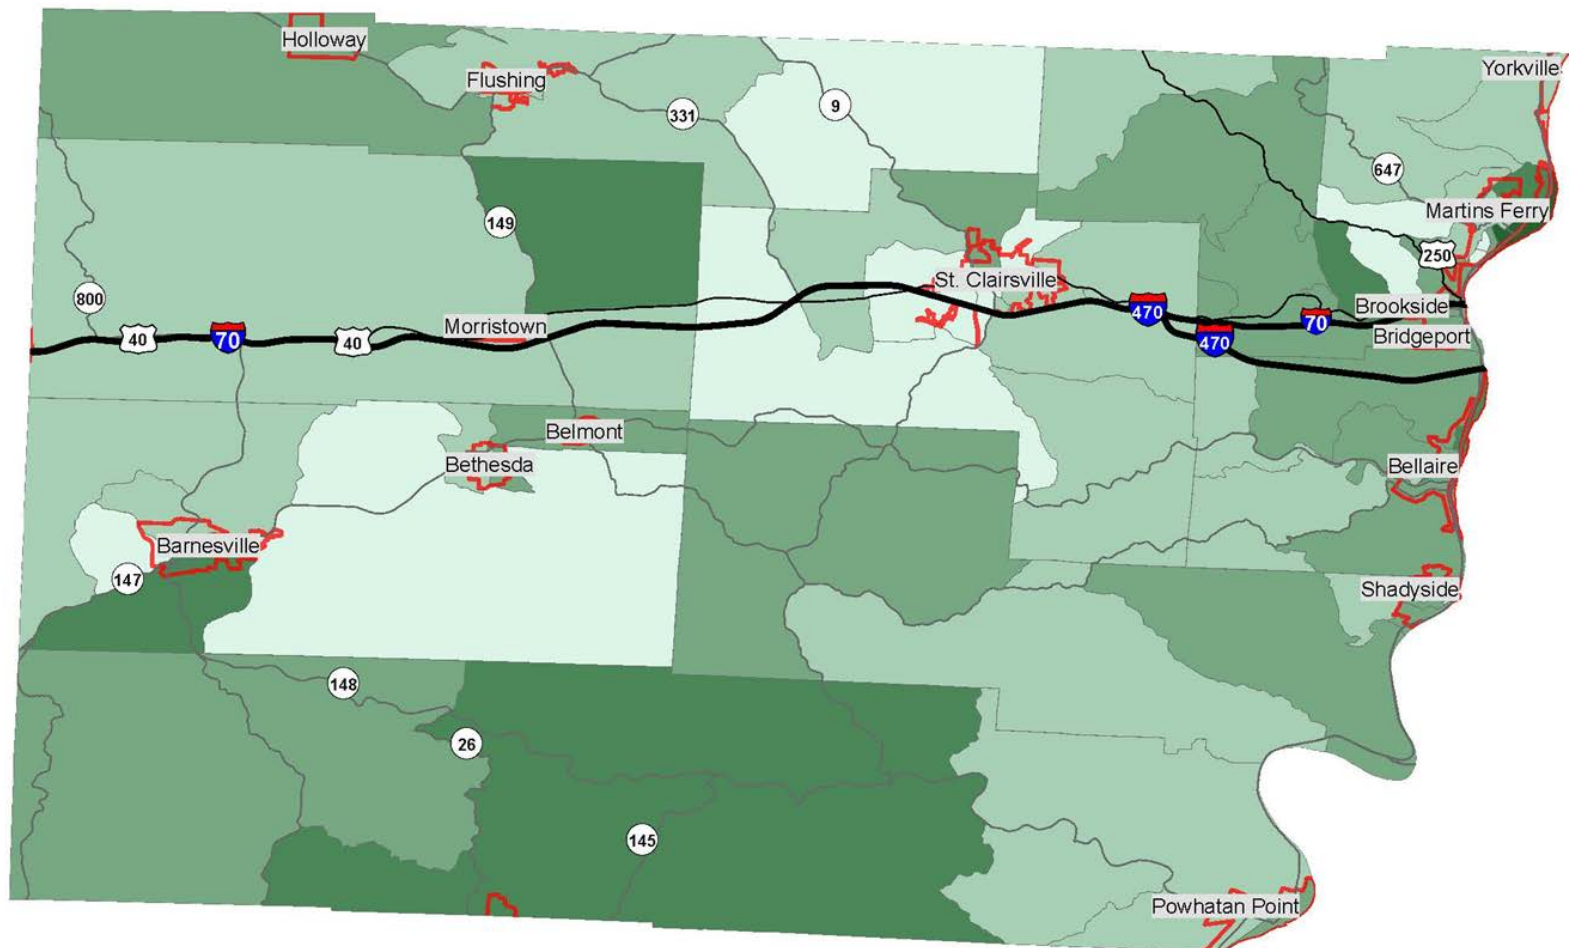 Holloway
Flushing
Yorkville
9
331
647
Martins Ferry
149
250
St. Clairsville
800
Brookside
470
70
Morristown
40
70
40
Bridgeport
470
Belmont
Bethesda
Bellaire
Barnesville
147
Shadyside
148
26
145
Powhatan Point